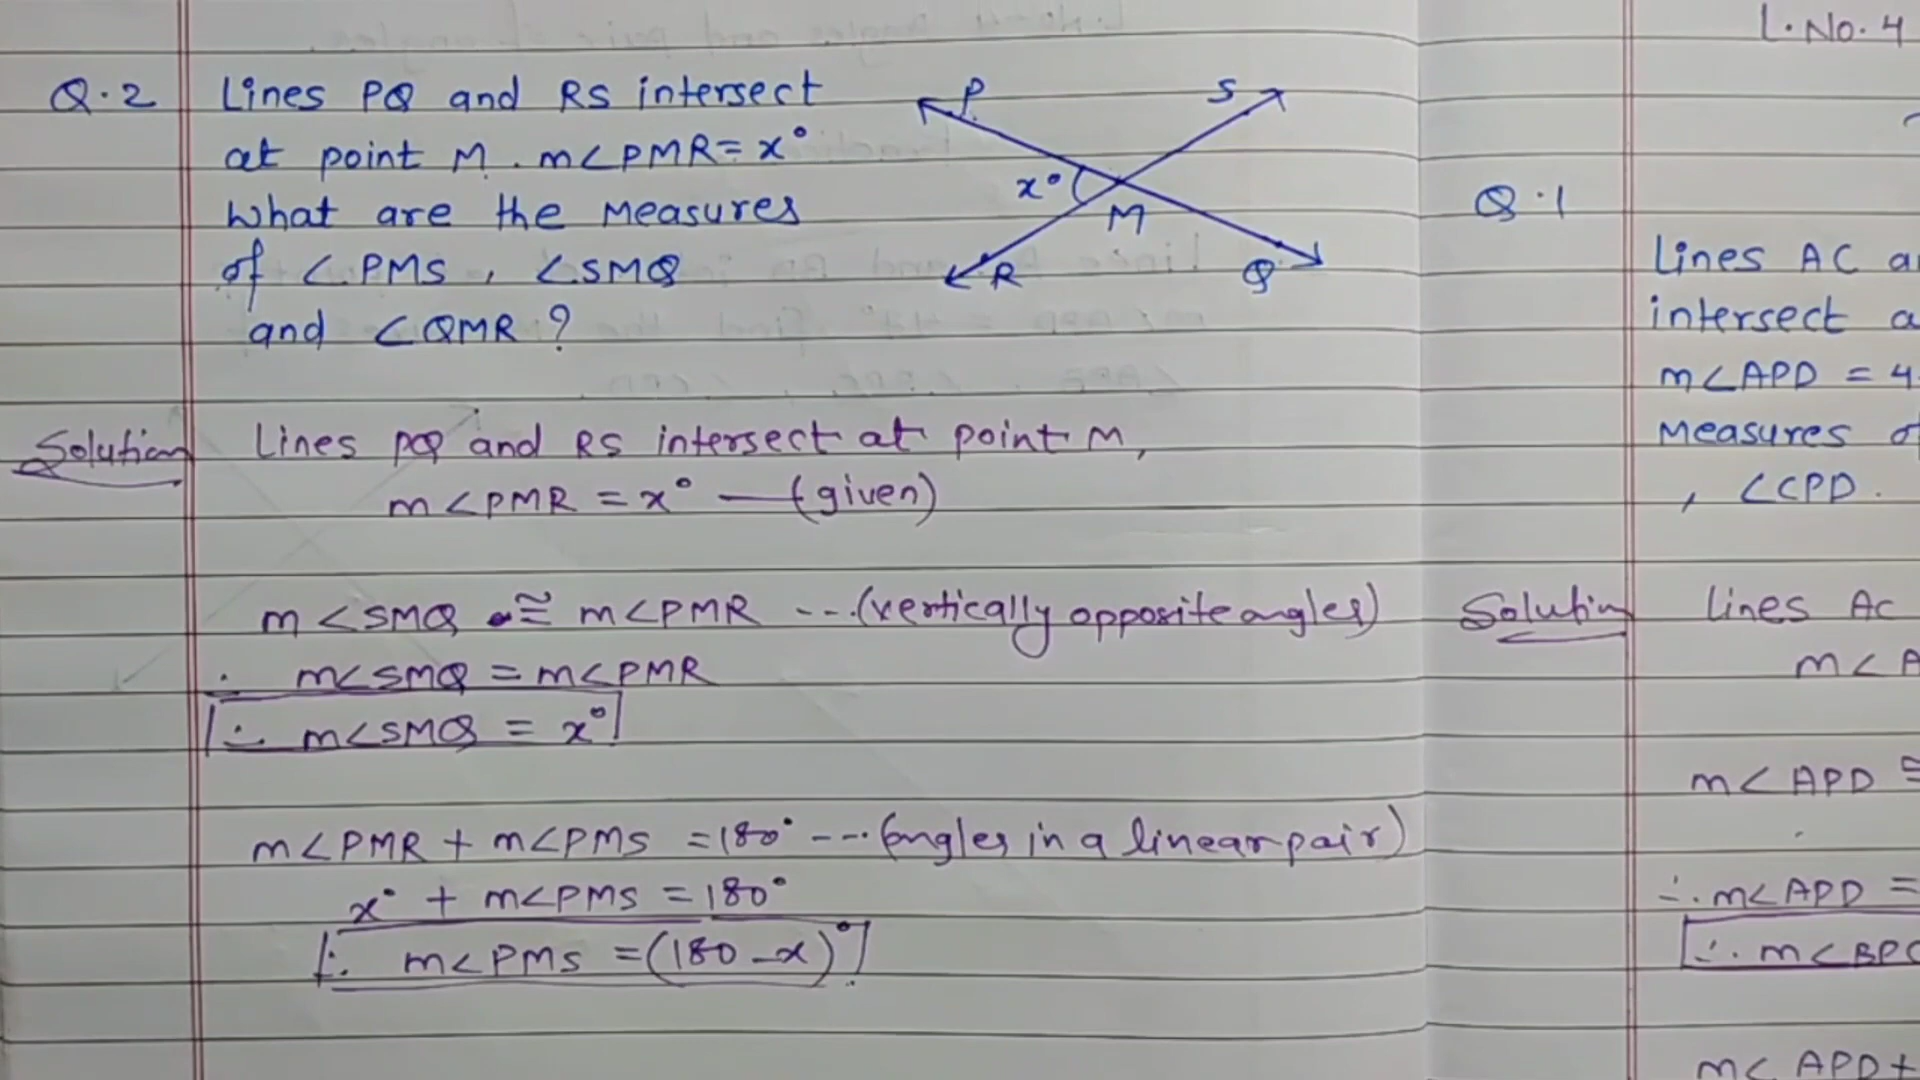 Q.2 Lines PQ and RS intersect
at point M. m∠PMR = x°
What are the measures
of ∠PMS, ∠SMQ
and ∠QMR ?
P
S
x°
M
R
Q
Solution Lines PQ and RS intersect at point M,
m∠PMR = x° — (given)
m∠SMQ ≅ m∠PMR --- (vertically opposite angles)
∴ m∠SMQ = m∠PMR
∴ m∠SMQ = x°
m∠PMR + m∠PMS = 180° --- (angles in a linear pair)
x° + m∠PMS = 180°
∴ m∠PMS = (180 - x)°
L.No.4
Q.1
Lines AC
intersect
m∠APD = 4
Measures
, ∠CPD.
Solution Lines AC
m∠A
m∠APD ≅
∴ m∠APD =
∴ m∠BPC
m∠APD +